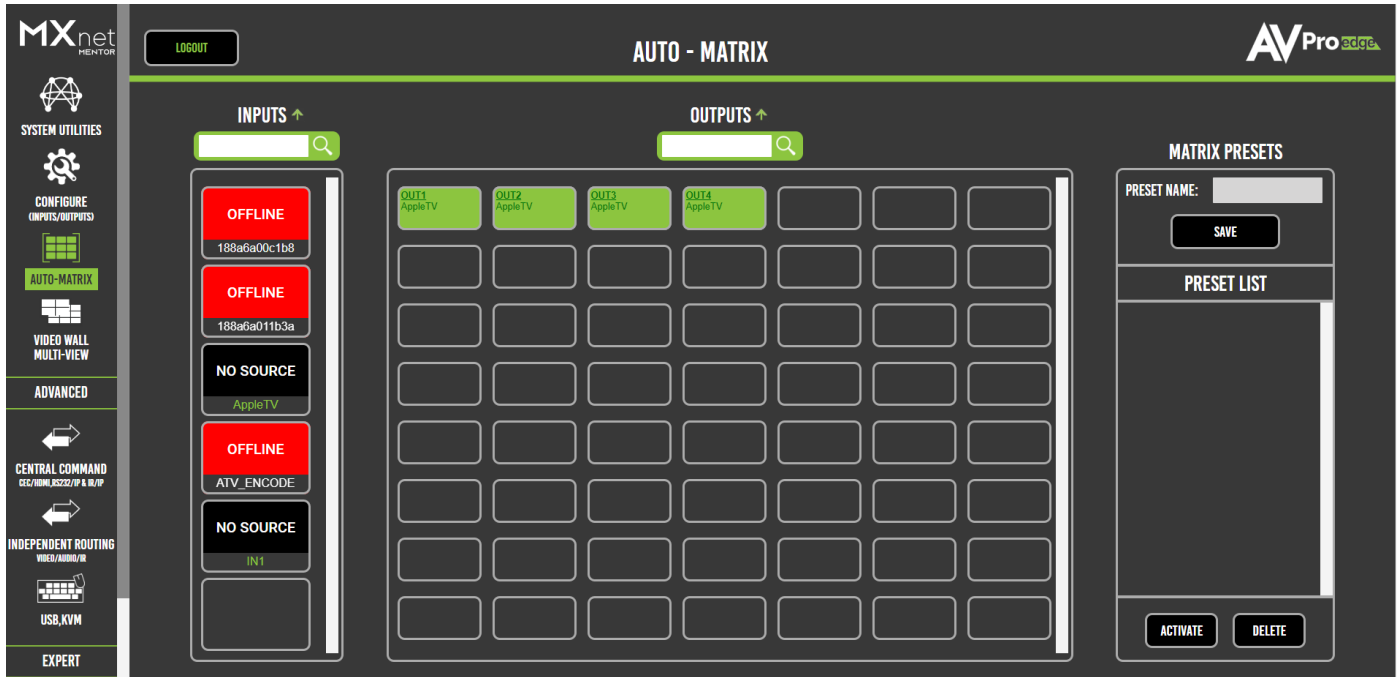 MXnet
MENTOR
LOGOUT
AUTO - MATRIX
AVPro edge
SYSTEM UTILITIES
CONFIGURE
(INPUTS/OUTPUTS)
AUTO-MATRIX
VIDEO WALL
MULTI-VIEW
ADVANCED
CENTRAL COMMAND
CEC/HDMI,RS232/IP & IR/IP
INDEPENDENT ROUTING
VIDEO/AUDIO/IR
USB,KVM
EXPERT
INPUTS
OFFLINE
188a6a00c1b8
OFFLINE
188a6a011b3a
NO SOURCE
AppleTV
OFFLINE
ATV_ENCODE
NO SOURCE
IN1
OUTPUTS
OUT1
AppleTV
OUT2
AppleTV
OUT3
AppleTV
OUT4
AppleTV
MATRIX PRESETS
PRESET NAME:
SAVE
PRESET LIST
ACTIVATE
DELETE